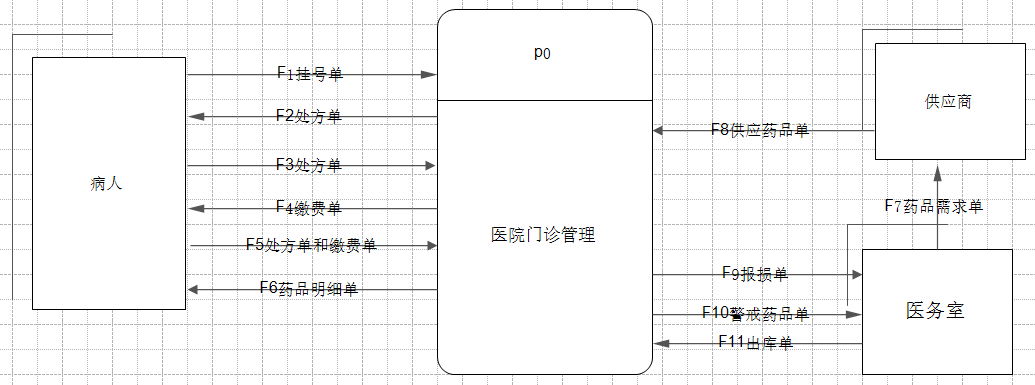 p0
F1挂号单
F2处方单
F3处方单
病人
F4缴费单
F5处方单和缴费单
F6药品明细单
医院门诊管理
供应商
F8供应药品单
F7药品需求单
F9报损单
F10警戒药品单
F11出库单
医务室